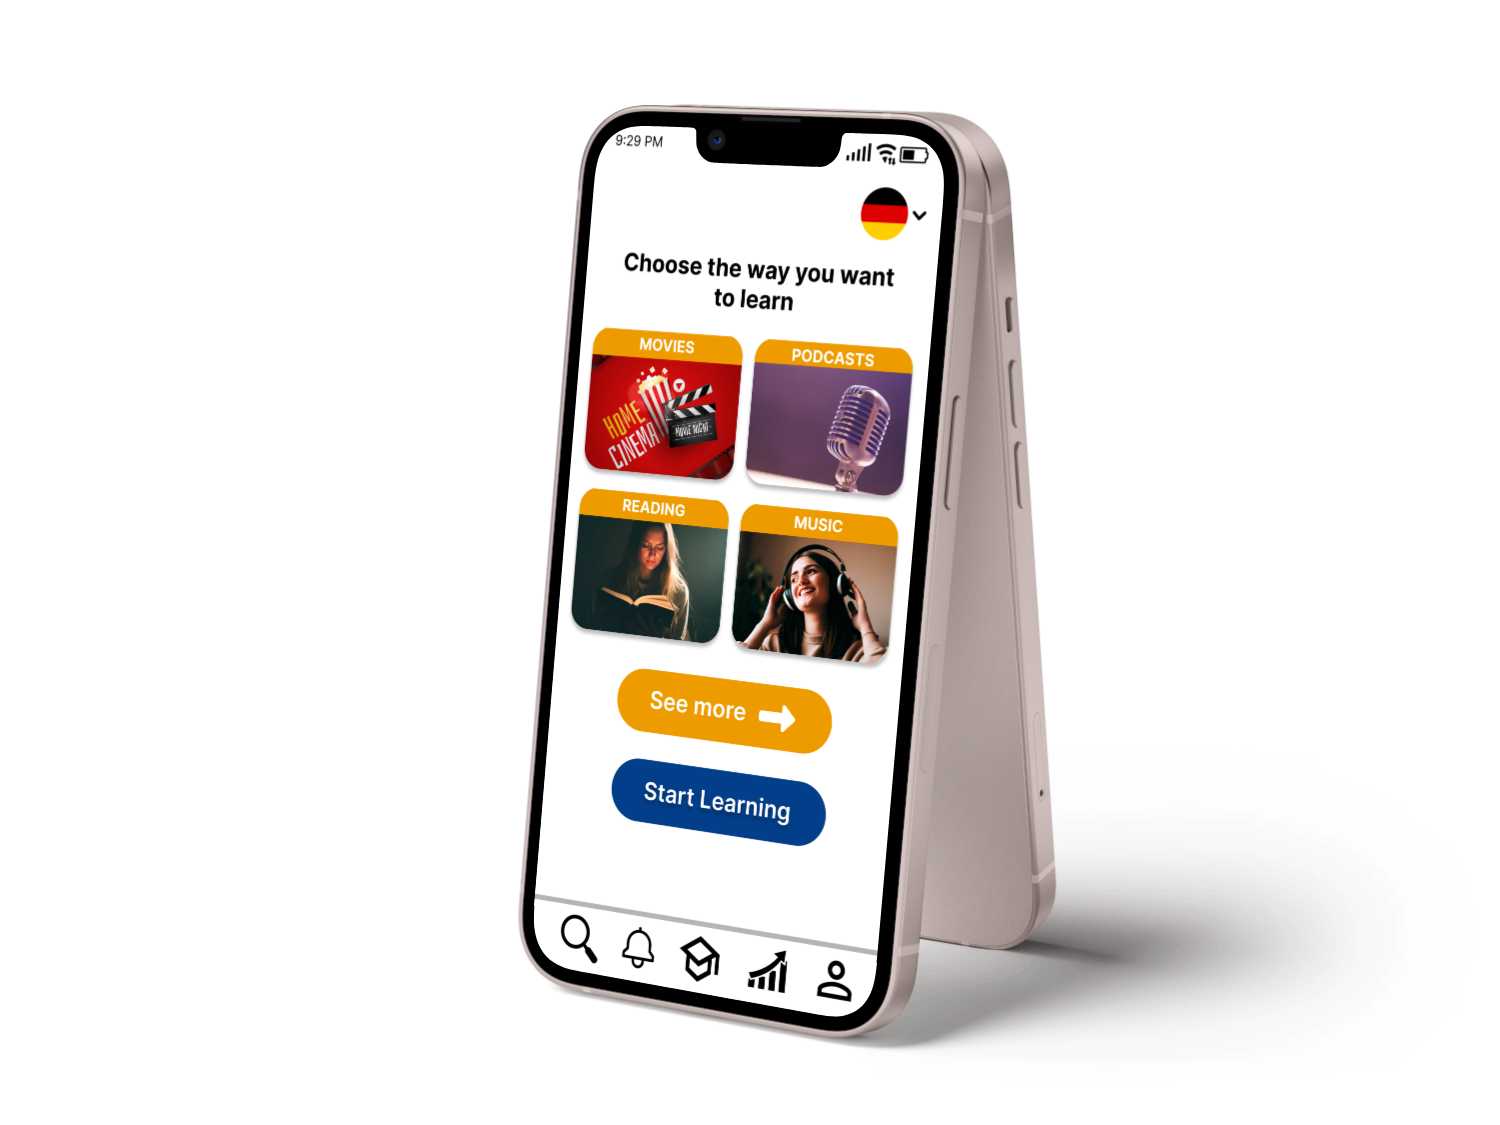 9:29 PM
Choose the way you want
to learn
MOVIES
PODCASTS
HOME
CINEMA
MOVIE NIGHT
READING
MUSIC
See more
Start Learning